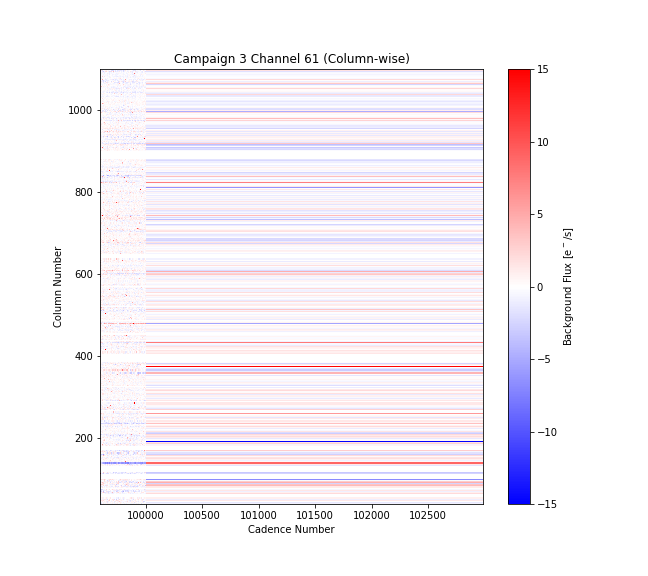 Campaign 3 Channel 61 (Column-wise)
1000
800
600
400
200
Column Number
100000 100500 101000 101500 102000 102500
Cadence Number
15
10
5
0
−5
−10
−15
Background Flux [e⁻/s]